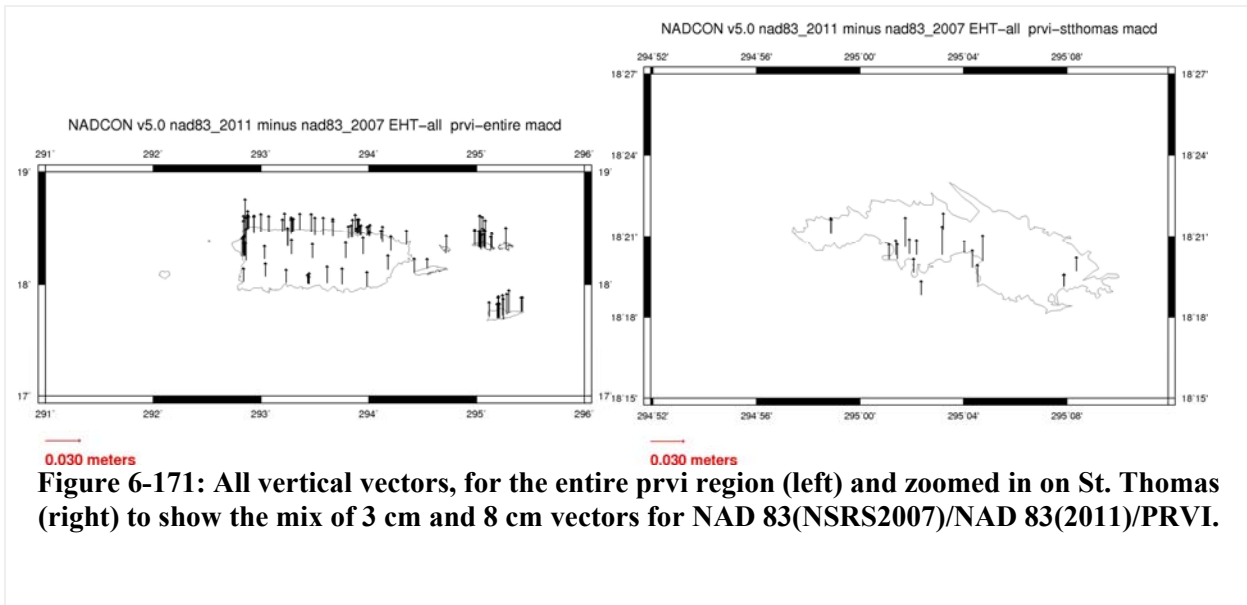 NADCON v5.0 nad83_2011 minus nad83_2007 EHT-all prvi-entire macd
291˚ 292˚ 293˚ 294˚ 295˚ 296˚
19˚
18˚
17˚ 17˚
291˚ 292˚ 293˚ 294˚ 295˚ 296˚
0.030 meters
NADCON v5.0 nad83_2011 minus nad83_2007 EHT-all prvi-stthomas macd
294˚52' 294˚56' 295˚00' 295˚04' 295˚08'
18˚27' 18˚27'
18˚24' 18˚24'
18˚21' 18˚21'
18˚18' 18˚18'
18˚15' 18˚15'
294˚52' 294˚56' 295˚00' 295˚04' 295˚08'
0.030 meters
Figure 6-171: All vertical vectors, for the entire prvi region (left) and zoomed in on St. Thomas
(right) to show the mix of 3 cm and 8 cm vectors for NAD 83(NSRS2007)/NAD 83(2011)/PRVI.